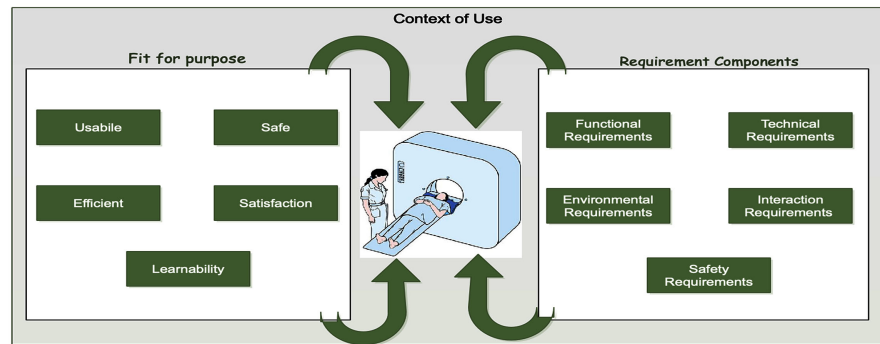 Context of Use
Fit for purpose
Requirement Components
Usabile
Safe
Efficient
Satisfaction
Learnability
Functional
Requirements
Technical
Requirements
Environmental
Requirements
Interaction
Requirements
Safety
Requirements